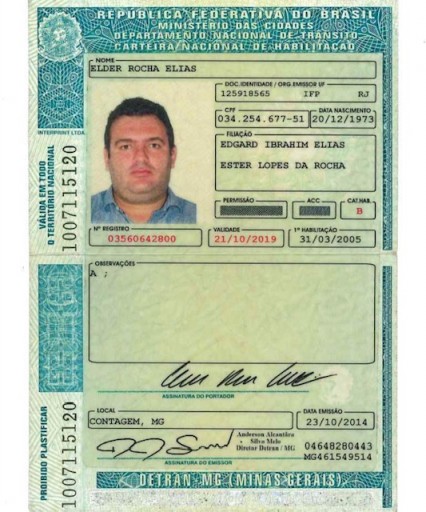 REPÚBLICA FEDERATIVA DO BRASIL
MINISTÉRIO DAS CIDADES
DEPARTAMENTO NACIONAL DE TRÂNSITO
CARTEIRA NACIONAL DE HABILITAÇÃO
NOME
ELDER ROCHA ELIAS
DOC. IDENTIDADE / ORG. EMISSOR UF
125918565 IFP RJ
CPF DATA NASCIMENTO
034.254.677-51 20/12/1973
FILIAÇÃO
EDGARD IBRAHIM ELIAS
ESTER LOPES DA ROCHA
PERMISSÃO ACC CAT.HAB
B
Nº REGISTRO VALIDADE 1ª HABILITAÇÃO
03560642800 21/10/2019 31/03/2005
INTERPRINT LTDA.
VÁLIDA EM TODO
O TERRITÓRIO NACIONAL
1007115120
OBSERVAÇÕES
A ;
ASSINATURA DO PORTADOR
LOCAL DATA EMISSÃO
CONTAGEM, MG 23/10/2014
Anderson Alcantâra
Silva Melo
Diretor Detran / MG
04648280443
MG461549514
ASSINATURA DO EMISSOR
PROIBIDO PLASTIFICAR
1007115120
DETRAN-MG (MINAS GERAIS)